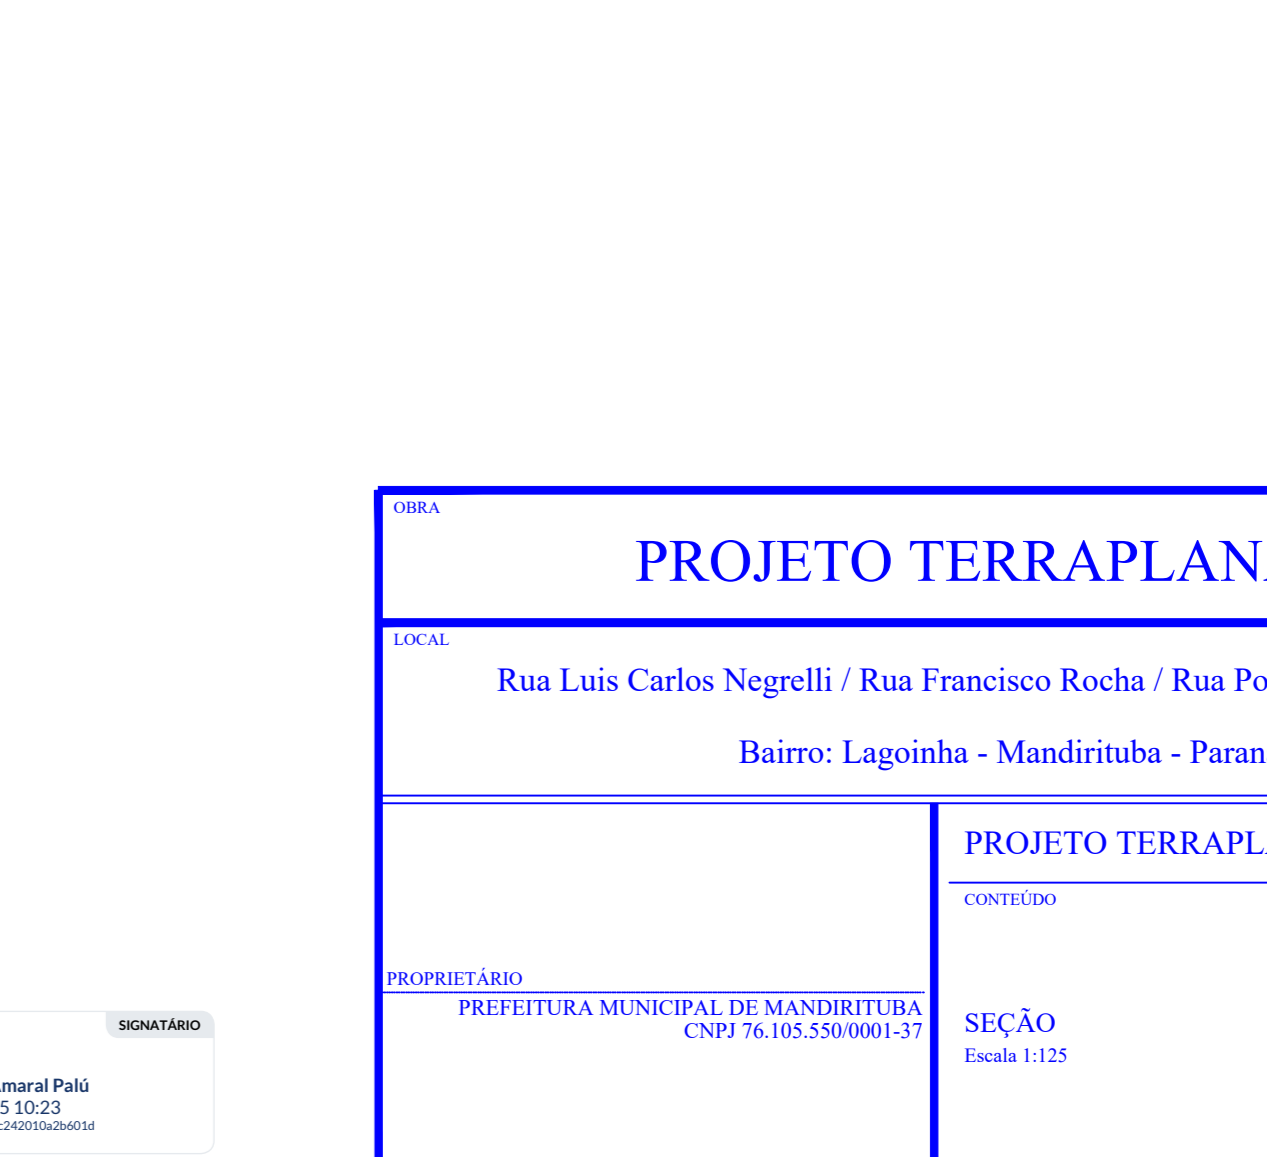 OBRA
PROJETO TERRAPLAN
LOCAL
Rua Luis Carlos Negrelli / Rua Francisco Rocha / Rua Po
Bairro: Lagoinha - Mandirituba - Paran
PROJETO TERRAPL
CONTEÚDO
PROPRIETÁRIO
PREFEITURA MUNICIPAL DE MANDIRITUBA
CNPJ 76.105.550/0001-37
SEÇÃO
Escala 1:125
SIGNATÁRIO
maral Palú
5 10:23
c242010a2b601d